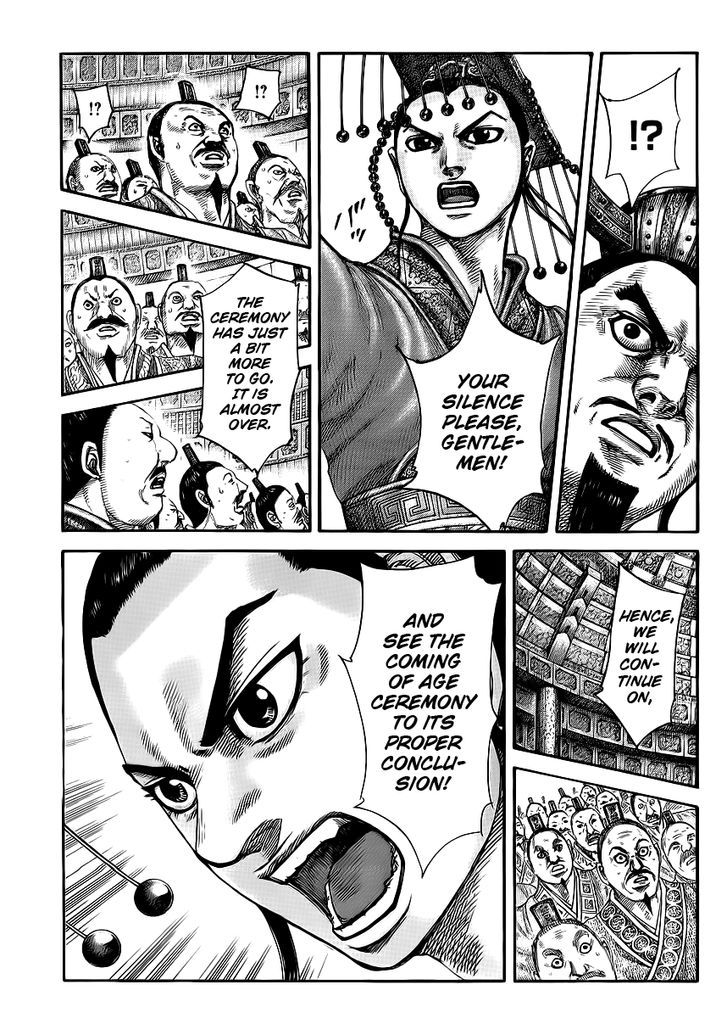 !?
YOUR
SILENCE
PLEASE,
GENTLE-
MEN!
!?
!?
THE
CEREMONY
HAS JUST
A BIT
MORE
TO GO.
IT IS
ALMOST
OVER.
HENCE,
WE
WILL
CON-
TINUE
ON,
AND
SEE THE
COMING
OF AGE
CEREMONY
TO ITS
PROPER
CONCLU-
SION!